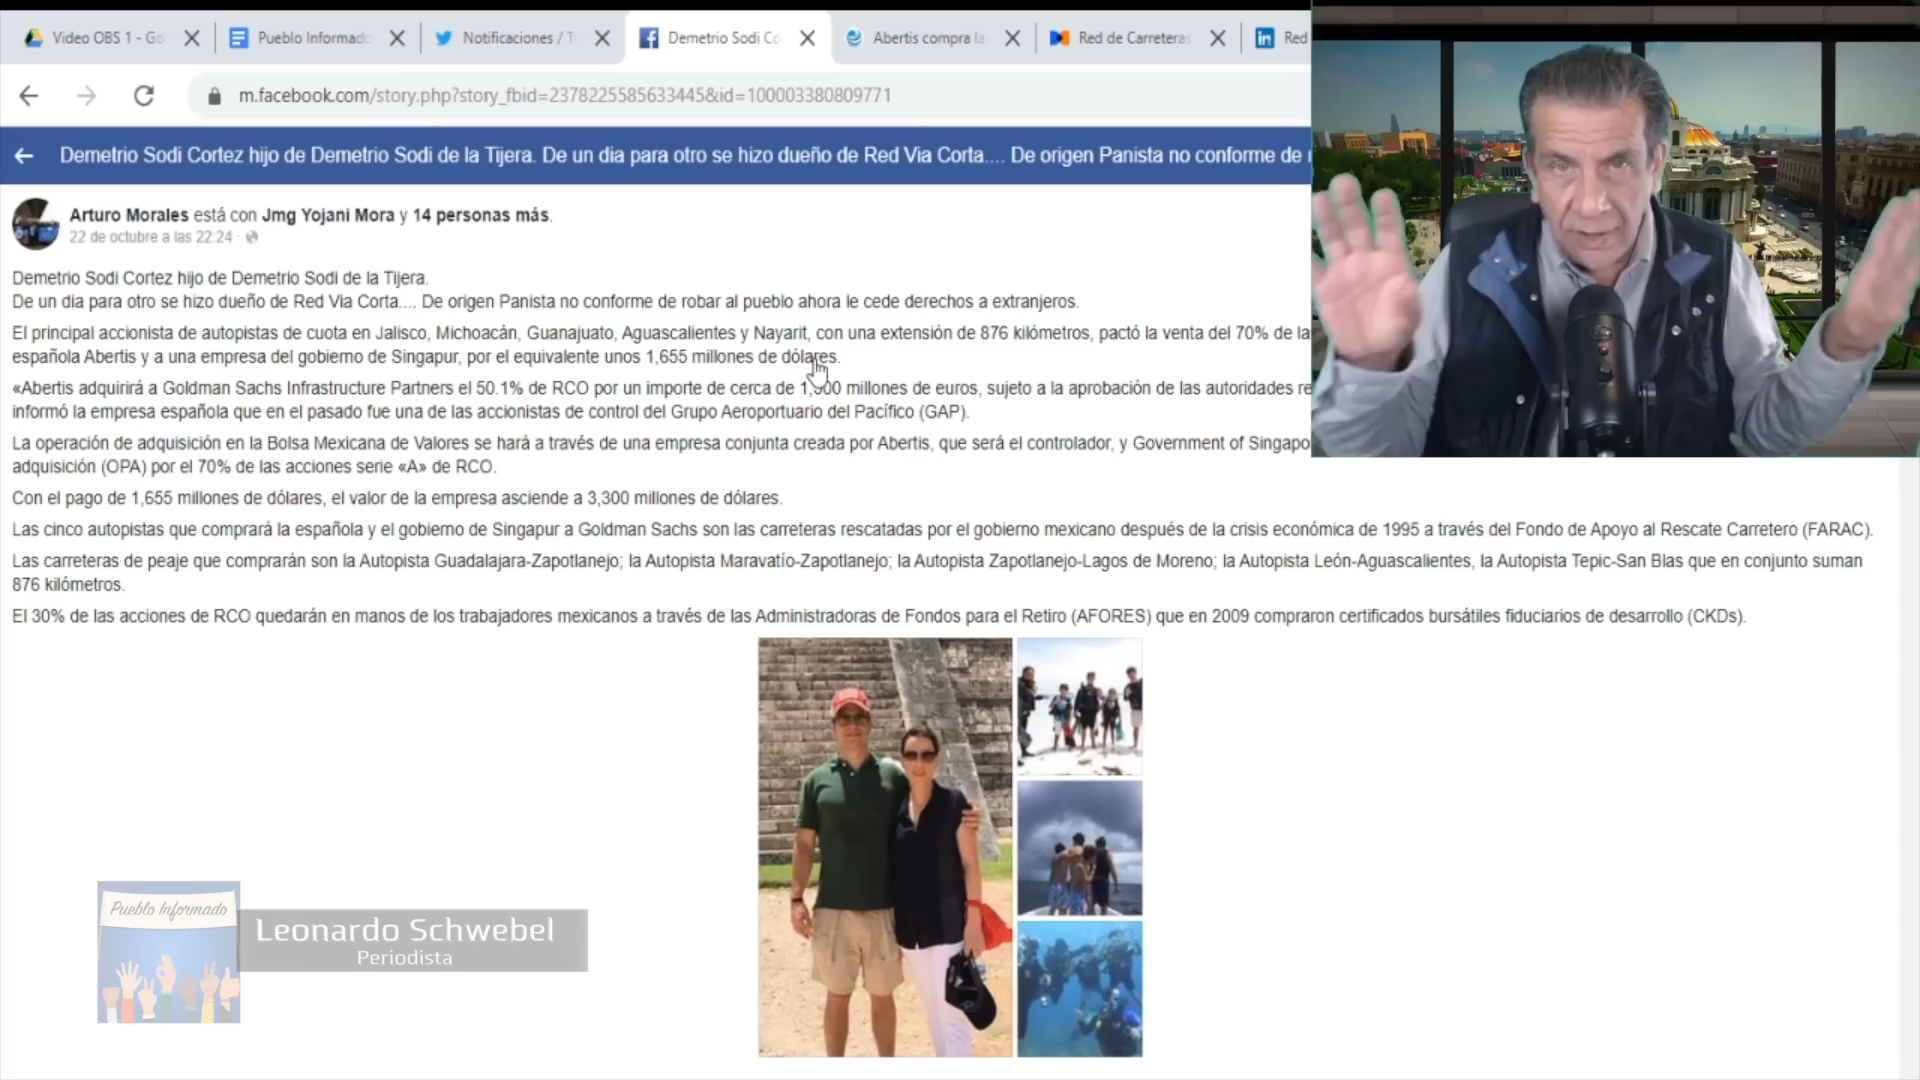 Video OBS 1 - Go
Pueblo Informado
Notificaciones / T
Demetrio Sodi Co
Abertis compra la
Red de Carreteras
Red
m.facebook.com/story.php?story_fbid=2378225585633445&id=100003380809771
Demetrio Sodi Cortez hijo de Demetrio Sodi de la Tijera. De un dia para otro se hizo dueño de Red Via Corta.... De origen Panista no conforme de
Arturo Morales está con Jmg Yojani Mora y 14 personas más.
22 de octubre a las 22:24 ·
Demetrio Sodi Cortez hijo de Demetrio Sodi de la Tijera.
De un dia para otro se hizo dueño de Red Via Corta.... De origen Panista no conforme de robar al pueblo ahora le cede derechos a extranjeros.
El principal accionista de autopistas de cuota en Jalisco, Michoacán, Guanajuato, Aguascalientes y Nayarit, con una extensión de 876 kilómetros, pactó la venta del 70% de la
española Abertis y a una empresa del gobierno de Singapur, por el equivalente unos 1,655 millones de dólares.
«Abertis adquirirá a Goldman Sachs Infrastructure Partners el 50.1% de RCO por un importe de cerca de millones de euros, sujeto a la aprobación de las autoridades re
informó la empresa española que en el pasado fue una de las accionistas de control del Grupo Aeroportuario del Pacífico (GAP).
La operación de adquisición en la Bolsa Mexicana de Valores se hará a través de una empresa conjunta creada por Abertis, que será el controlador, y Government of Singapo
adquisición (OPA) por el 70% de las acciones serie «A» de RCO.
Con el pago de 1,655 millones de dólares, el valor de la empresa asciende a 3,300 millones de dólares.
Las cinco autopistas que comprará la española y el gobierno de Singapur a Goldman Sachs son las carreteras rescatadas por el gobierno mexicano después de la crisis económica de 1995 a través del Fondo de Apoyo al Rescate Carretero (FARAC).
Las carreteras de peaje que comprarán son la Autopista Guadalajara-Zapotlanejo; la Autopista Maravatío-Zapotlanejo; la Autopista Zapotlanejo-Lagos de Moreno; la Autopista León-Aguascalientes, la Autopista Tepic-San Blas que en conjunto suman
876 kilómetros.
El 30% de las acciones de RCO quedarán en manos de los trabajadores mexicanos a través de las Administradoras de Fondos para el Retiro (AFORES) que en 2009 compraron certificados bursátiles fiduciarios de desarrollo (CKDs).
Pueblo Informado
Leonardo Schwebel
Periodista